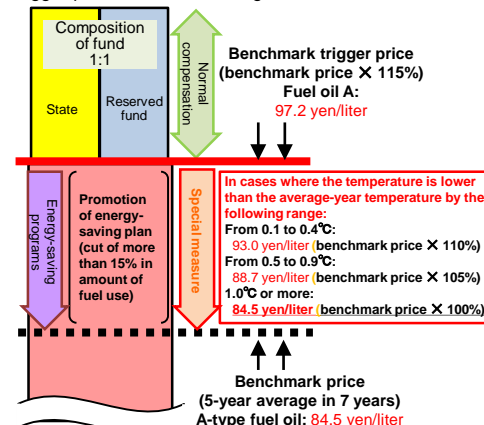 Composition
of fund
1:1
State
Reserved
fund
Normal
compensation
Benchmark trigger price
(benchmark price × 115%)
Fuel oil A:
97.2 yen/liter
Energy-saving
programs
Promotion
of energy-
saving plan
(cut of more
than 15% in
amount of
fuel use)
Special measure
In cases where the temperature is lower
than the average-year temperature by the
following range:
From 0.1 to 0.4℃:
93.0 yen/liter (benchmark price × 110%)
From 0.5 to 0.9℃:
88.7 yen/liter (benchmark price × 105%)
1.0℃ or more:
84.5 yen/liter (benchmark price × 100%)
Benchmark price
(5-year average in 7 years)
A-type fuel oil: 84.5 yen/liter